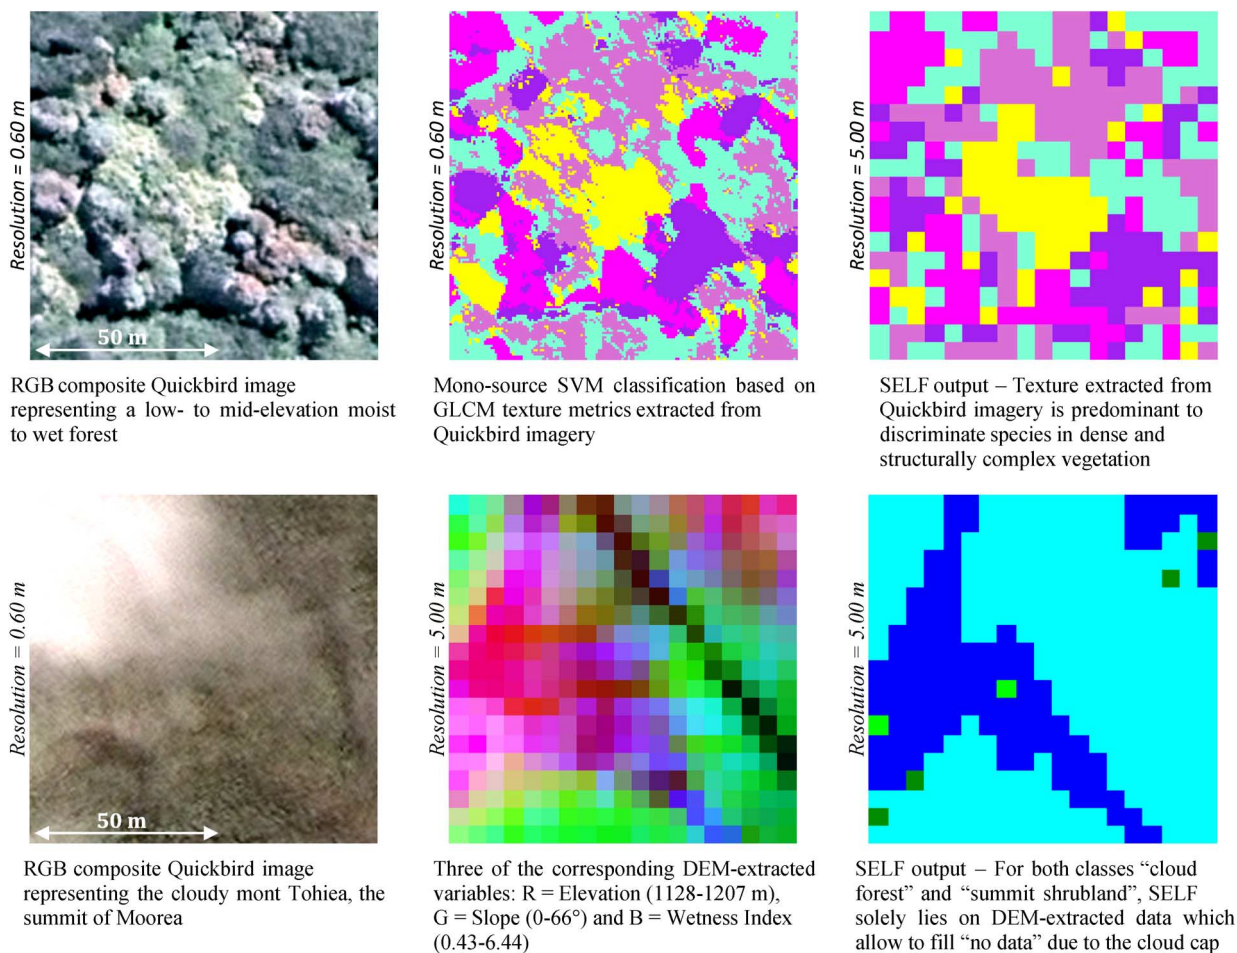 Resolution = 0.60 m
50 m
RGB composite Quickbird image
representing a low- to mid-elevation moist
to wet forest
Resolution = 0.60 m
Mono-source SVM classification based on
GLCM texture metrics extracted from
Quickbird imagery
Resolution = 5.00 m
SELF output – Texture extracted from
Quickbird imagery is predominant to
discriminate species in dense and
structurally complex vegetation
Resolution = 0.60 m
50 m
RGB composite Quickbird image
representing the cloudy mont Tohiea, the
summit of Moorea
Resolution = 5.00 m
Three of the corresponding DEM-extracted
variables: R = Elevation (1128-1207 m),
G = Slope (0-66°) and B = Wetness Index
(0.43-6.44)
Resolution = 5.00 m
SELF output – For both classes “cloud
forest” and “summit shrubland”, SELF
solely lies on DEM-extracted data which
allow to fill “no data” due to the cloud cap